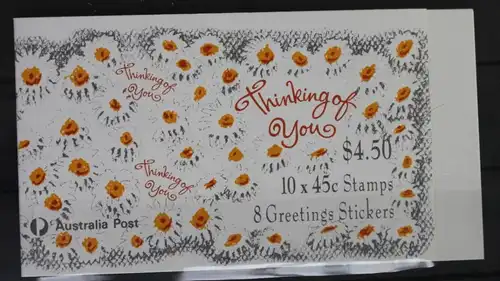 Thinking of
You
Thinking of
You
$4.50
10 x 45c Stamps
8 Greetings Stickers
Thinking of
You
Australia Post